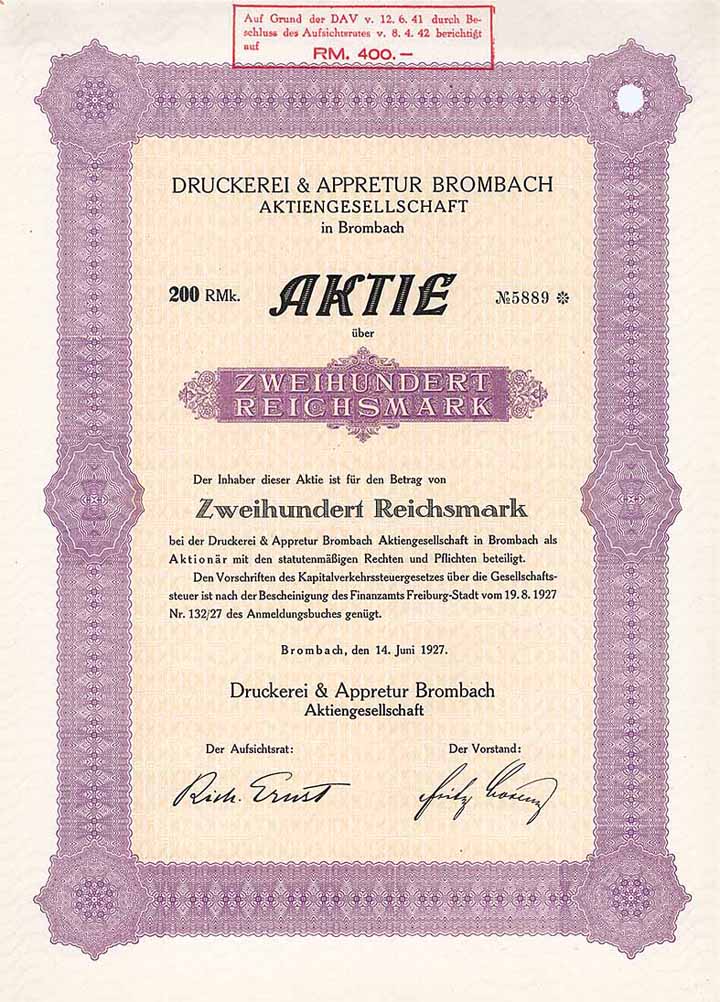 Auf Grund der DAV v. 12. 6. 41 durch Be-
schluss des Aufsichtsrates v. 8. 4. 42 berichtigt
auf
RM. 400.—
DRUCKEREI & APPRETUR BROMBACH
AKTIENGESELLSCHAFT
in Brombach
200 RMk. AKTIE №5889 ✼
über
ZWEIHUNDERT
REICHSMARK
Der Inhaber dieser Aktie ist für den Betrag von
Zweihundert Reichsmark
bei der Druckerei & Appretur Brombach Aktiengesellschaft in Brombach als
Aktionär mit den statutenmäßigen Rechten und Pflichten beteiligt.
Den Vorschriften des Kapitalverkehrssteuergesetzes über die Gesellschafts-
steuer ist nach der Bescheinigung des Finanzamts Freiburg-Stadt vom 19. 8. 1927
Nr. 132/27 des Anmeldungsbuches genügt.
Brombach, den 14. Juni 1927.
Druckerei & Appretur Brombach
Aktiengesellschaft
Der Aufsichtsrat: Der Vorstand:
Rich. Ernst Fritz